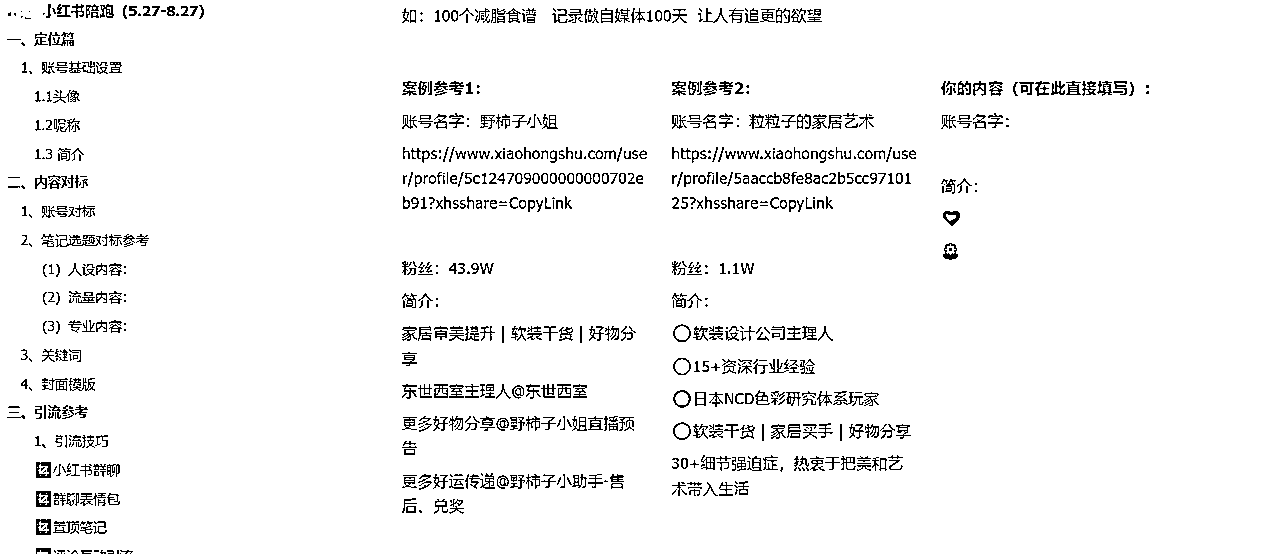 小红书陪跑（5.27-8.27）
一、定位篇
1、账号基础设置
1.1头像
1.2昵称
1.3 简介
二、内容对标
1、账号对标
2、笔记选题对标参考
（1）人设内容：
（2）流量内容：
（3）专业内容：
3、关键词
4、封面模版
三、引流参考
1、引流技巧
小红书群聊
群聊表情包
置顶笔记
如：100个减脂食谱 记录做自媒体100天 让人有追更的欲望
案例参考1：
账号名字：野柿子小姐
https://www.xiaohongshu.com/use
r/profile/5c124709000000000702e
b91?xhsshare=CopyLink
粉丝：43.9W
简介：
家居审美提升 | 软装干货 | 好物分
享
东世西室主理人@东世西室
更多好物分享@野柿子小姐直播预
告
更多好运传递@野柿子小助手-售
后、兑奖
案例参考2：
账号名字：粒粒子的家居艺术
https://www.xiaohongshu.com/use
r/profile/5aaccb8fe8ac2b5cc97101
25?xhsshare=CopyLink
粉丝：1.1W
简介：
◯软装设计公司主理人
◯15+资深行业经验
◯日本NCD色彩研究体系玩家
◯软装干货 | 家居买手 | 好物分享
30+细节强迫症，热衷于把美和艺
术带入生活
你的内容（可在此直接填写）：
账号名字：
简介：